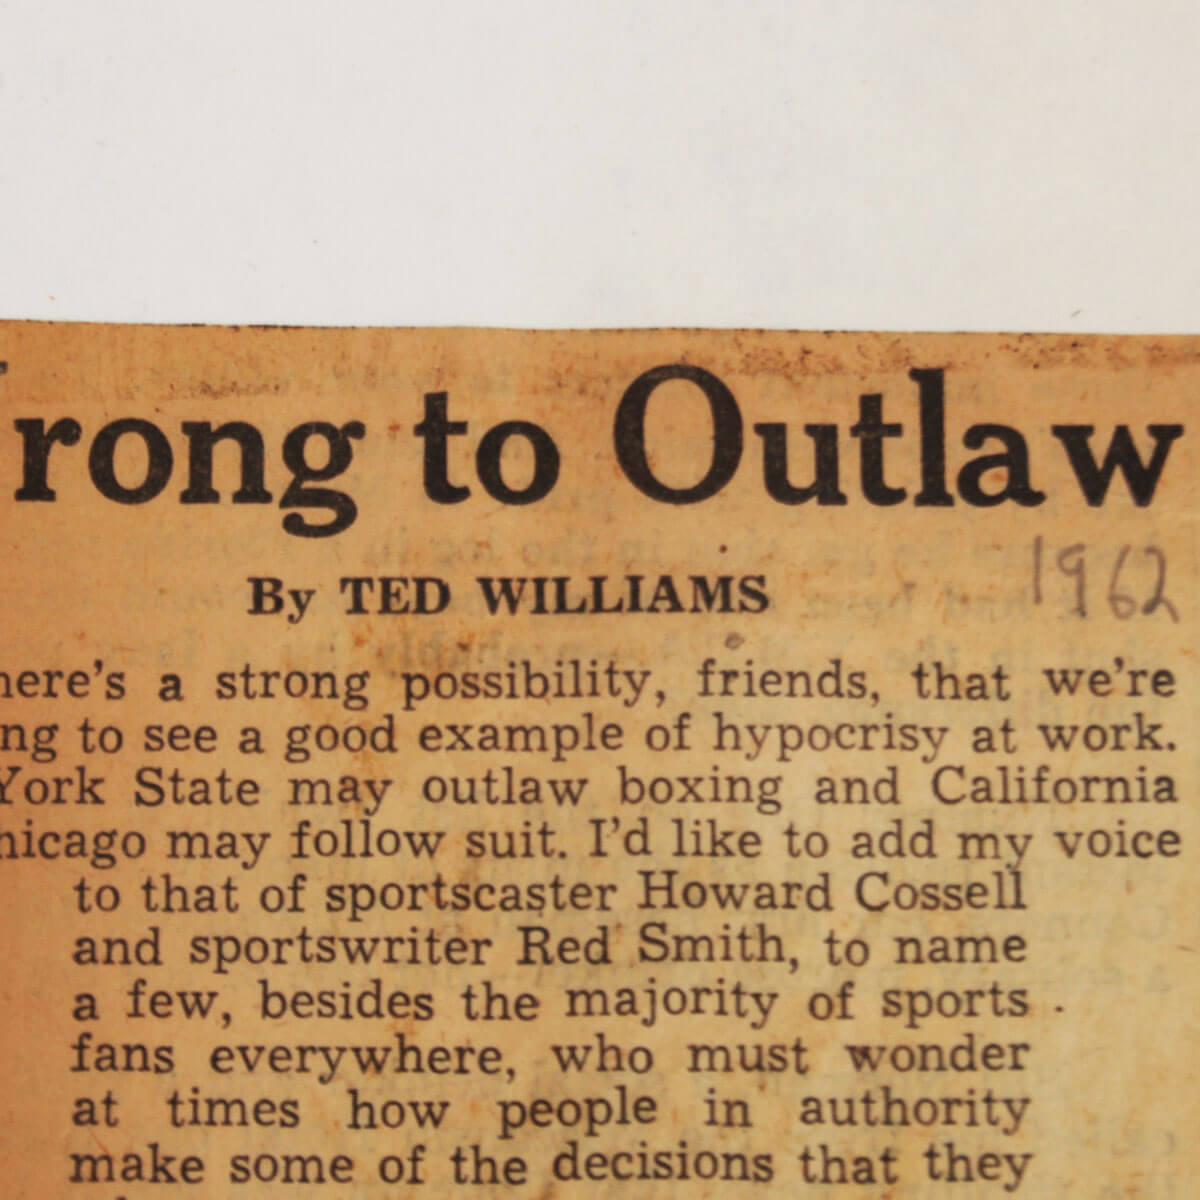 rong to Outlaw
By TED WILLIAMS
1962
here's a strong possibility, friends, that we're
ng to see a good example of hypocrisy at work.
York State may outlaw boxing and California
hicago may follow suit. I'd like to add my voice
to that of sportscaster Howard Cossell
and sportswriter Red Smith, to name
a few, besides the majority of sports
fans everywhere, who must wonder
at times how people in authority
make some of the decisions that they